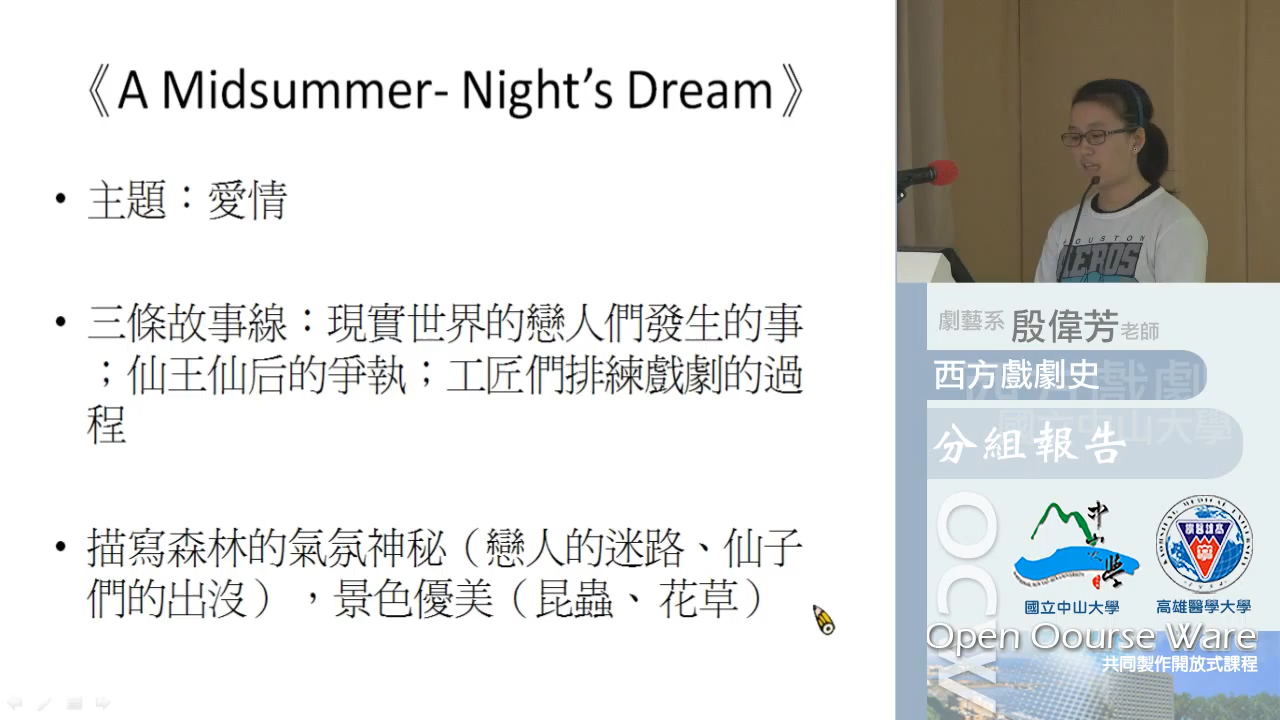 《A Midsummer- Night's Dream》
• 主題：愛情
• 三條故事線：現實世界的戀人們發生的事
；仙王仙后的爭執；工匠們排練戲劇的過
程
• 描寫森林的氣氛神秘（戀人的迷路、仙子
們的出沒），景色優美（昆蟲、花草）
劇藝系 殷偉芳老師
西方戲劇史
分組報告
OCW
國立中山大學
高雄醫學大學
Open Oourse Ware
共同製作開放式課程